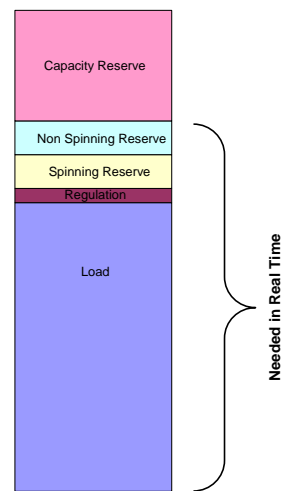 Capacity Reserve
Non Spinning Reserve
Spinning Reserve
Regulation
Load
Needed in Real Time